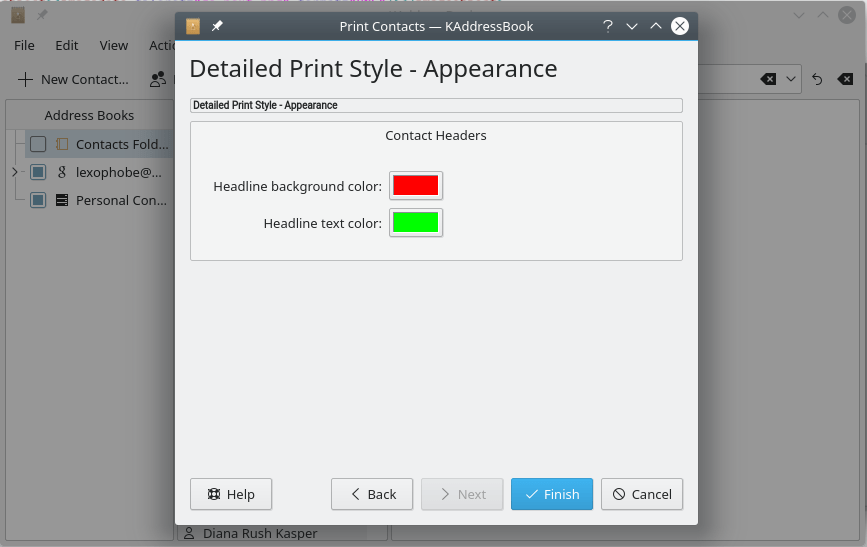 Print Contacts — KAddressBook
File Edit View
New Contact...
Detailed Print Style - Appearance
Detailed Print Style - Appearance
Address Books
Contacts Fold...
lexophobe@...
Personal Con...
Contact Headers
Headline background color:
Headline text color:
Help Back Next Finish Cancel
Diana Rush Kasper